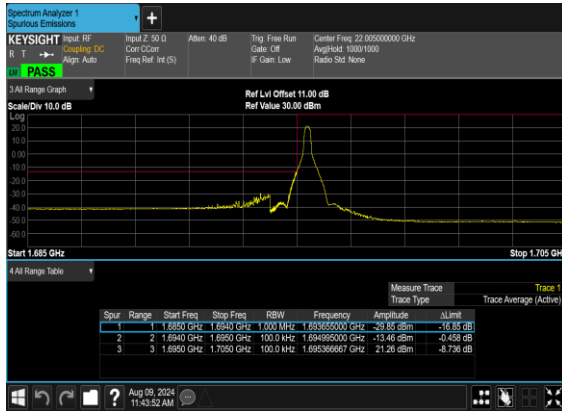 Spectrum Analyzer 1
Spurious Emissions
KEYSIGHT Input: RF Input Z: 50 Ω Atten: 40 dB Trig: Free Run Center Freq: 22.005000000 GHz
R T Coupling: DC Corr CCorr Gate: Off Avg|Hold: 1000/1000
Align: Auto Freq Ref: Int (S) IF Gain: Low Radio Std: None
PASS
3 All Range Graph
Ref Lvl Offset 11.00 dB
Scale/Div 10.0 dB Ref Value 30.00 dBm
Log
20.0
10.0
0.00
-10.0
-20.0
-30.0
-40.0
-50.0
-60.0
Start 1.685 GHz Stop 1.705 GH
4 All Range Table
Measure Trace Trace 1
Trace Type Trace Average (Active)
Spur Range Start Freq Stop Freq RBW Frequency Amplitude ΔLimit
1 1 1.6850 GHz 1.6940 GHz 1.000 MHz 1.693655000 GHz -29.85 dBm -16.85 dB
2 2 1.6940 GHz 1.6950 GHz 100.0 kHz 1.694995000 GHz -13.46 dBm -0.458 dB
3 3 1.6950 GHz 1.7050 GHz 100.0 kHz 1.695366667 GHz 21.26 dBm -8.736 dB
? Aug 09, 2024
11:43:52 AM